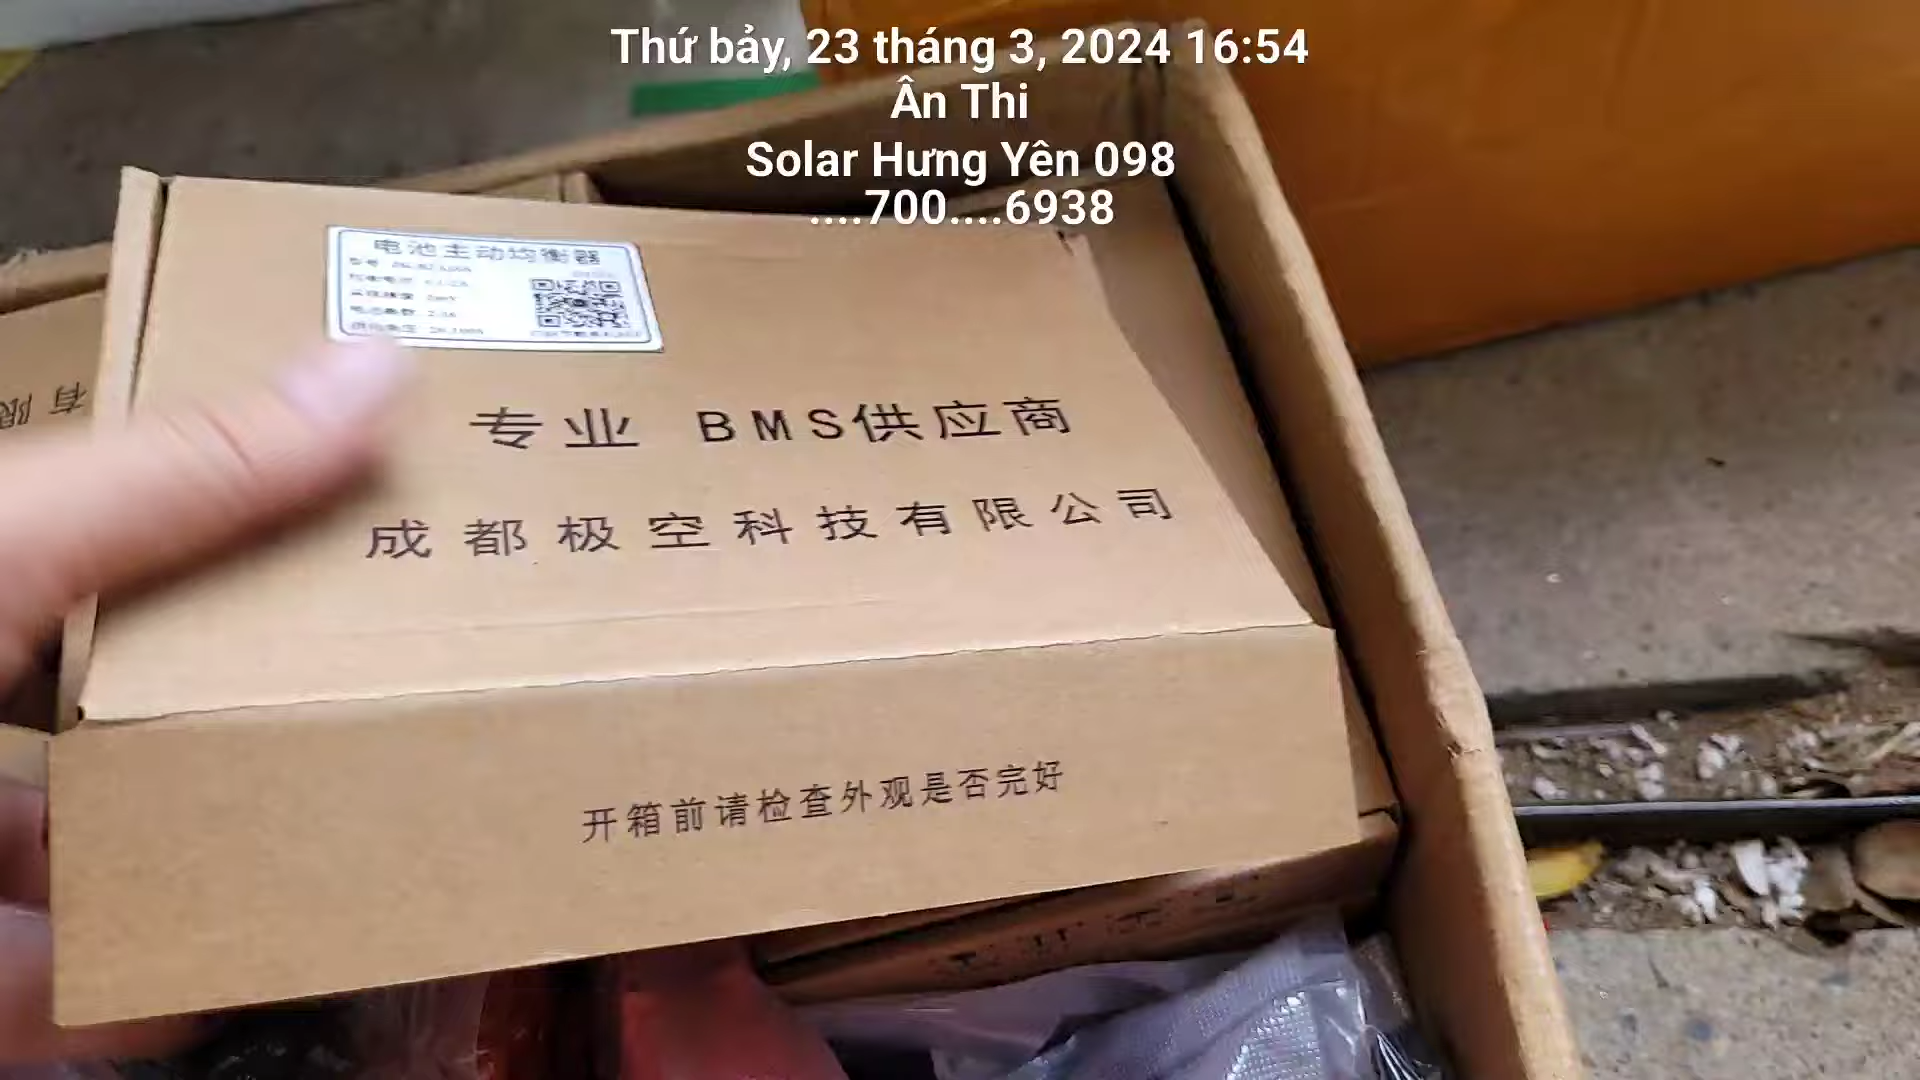 Thứ bảy, 23 tháng 3, 2024 16:54
Ân Thi
Solar Hưng Yên 098
....700....6938
电池主动均衡器
专业 BMS供应商
成都极空科技有限公司
开箱前请检查外观是否完好
有限